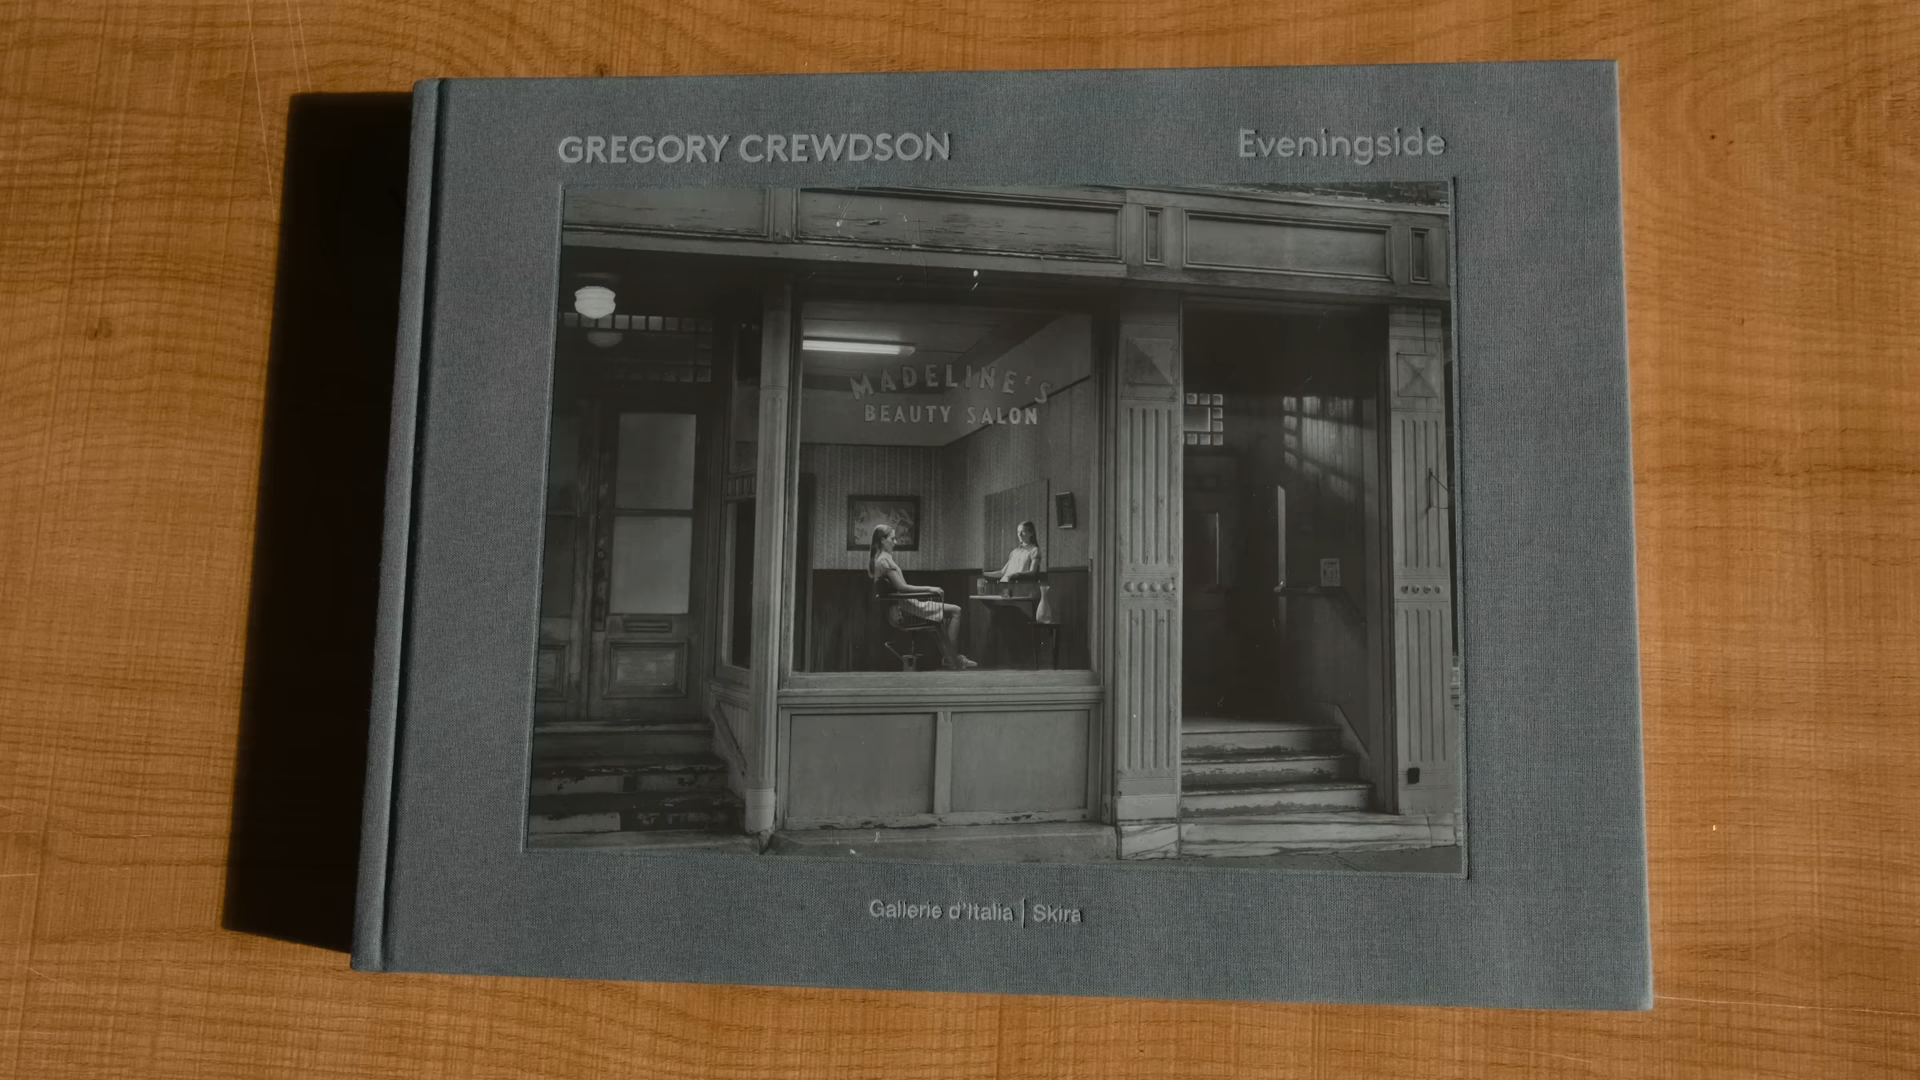 GREGORY CREWDSON
Eveningside
MADELINE'S
BEAUTY SALON
Gallerie d'Italia | Skira